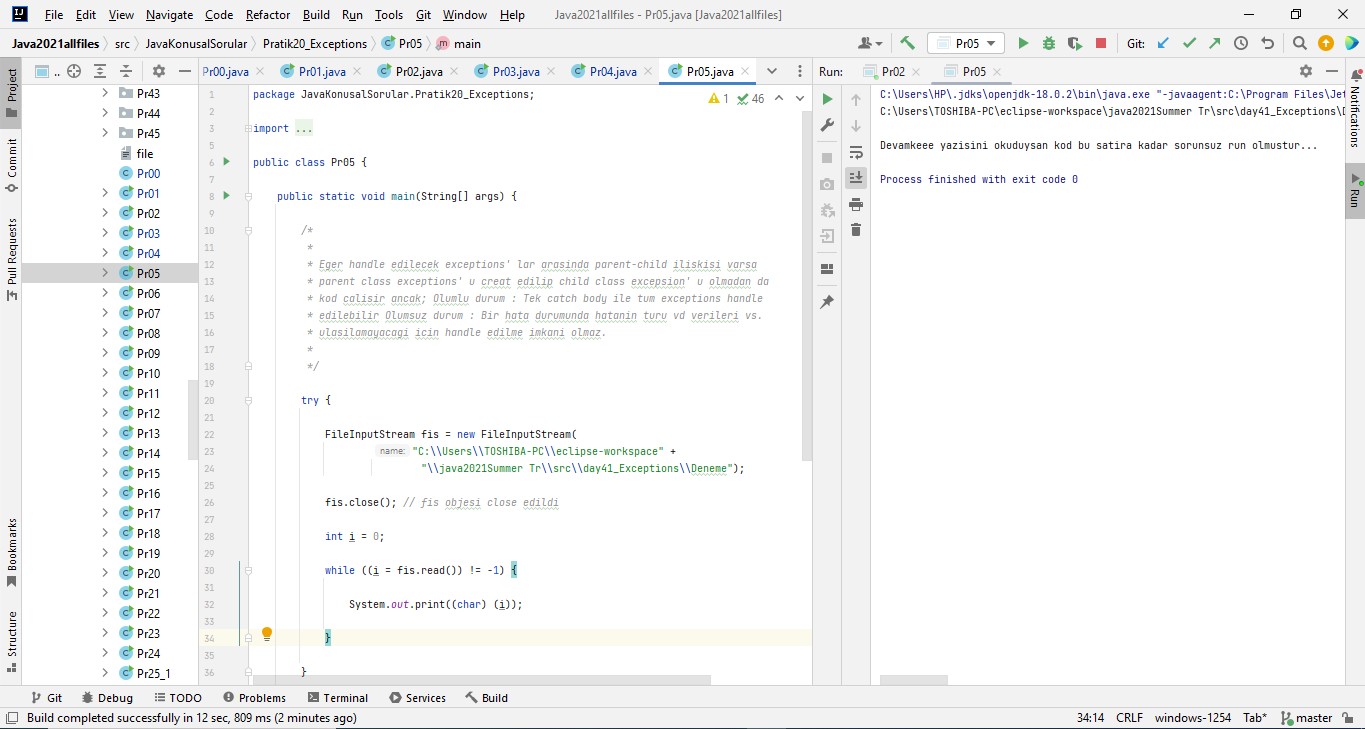 File Edit View Navigate Code Refactor Build Run Tools Git Window Help Java2021allfiles - Pr05.java [Java2021allfiles]
Java2021allfiles src JavaKonusalSorular Pratik20_Exceptions Pr05 main Pr05 Git:
Project
Commit
Pull Requests
Bookmarks
Structure
..
Pr43
Pr44
Pr45
file
Pr00
Pr01
Pr02
Pr03
Pr04
Pr05
Pr06
Pr07
Pr08
Pr09
Pr10
Pr11
Pr12
Pr13
Pr14
Pr15
Pr16
Pr17
Pr18
Pr19
Pr20
Pr21
Pr22
Pr23
Pr24
Pr25_1
Pr00.java Pr01.java Pr02.java Pr03.java Pr04.java Pr05.java
1 package JavaKonusalSorular.Pratik20_Exceptions; 1 46
2
3 import ...
5
6 public class Pr05 {
7
8 public static void main(String[] args) {
9
10 /*
11 *
12 * Eger handle edilecek exceptions' lar arasinda parent-child iliskisi varsa
13 * parent class exceptions' u creat edilip child class excepsion' u olmadan da
14 * kod calisir ancak; Olumlu durum : Tek catch body ile tum exceptions handle
15 * edilebilir Olumsuz durum : Bir hata durumunda hatanin turu vd verileri vs.
16 * ulasilamayacagi icin handle edilme imkani olmaz.
17 *
18 */
19
20 try {
21
22 FileInputStream fis = new FileInputStream(
23 name: "C:\\Users\\TOSHIBA-PC\\eclipse-workspace" +
24 "\\java2021Summer Tr\\src\\day41_Exceptions\\Deneme");
25
26 fis.close(); // fis objesi close edildi
27
28 int i = 0;
29
30 while ((i = fis.read()) != -1) {
31
32 System.out.print((char) (i));
33
34 }
35
36 }
Run: Pr02 Pr05
C:\Users\HP\.jdks\openjdk-18.0.2\bin\java.exe "-javaagent:C:\Program Files\Jet
C:\Users\TOSHIBA-PC\eclipse-workspace\java2021Summer Tr\src\day41_Exceptions\D
Devamkeee yazisini okuduysan kod bu satira kadar sorunsuz run olmustur...
Process finished with exit code 0
Notifications
Run
Git Debug TODO Problems Terminal Services Build
Build completed successfully in 12 sec, 809 ms (2 minutes ago) 34:14 CRLF windows-1254 Tab* master